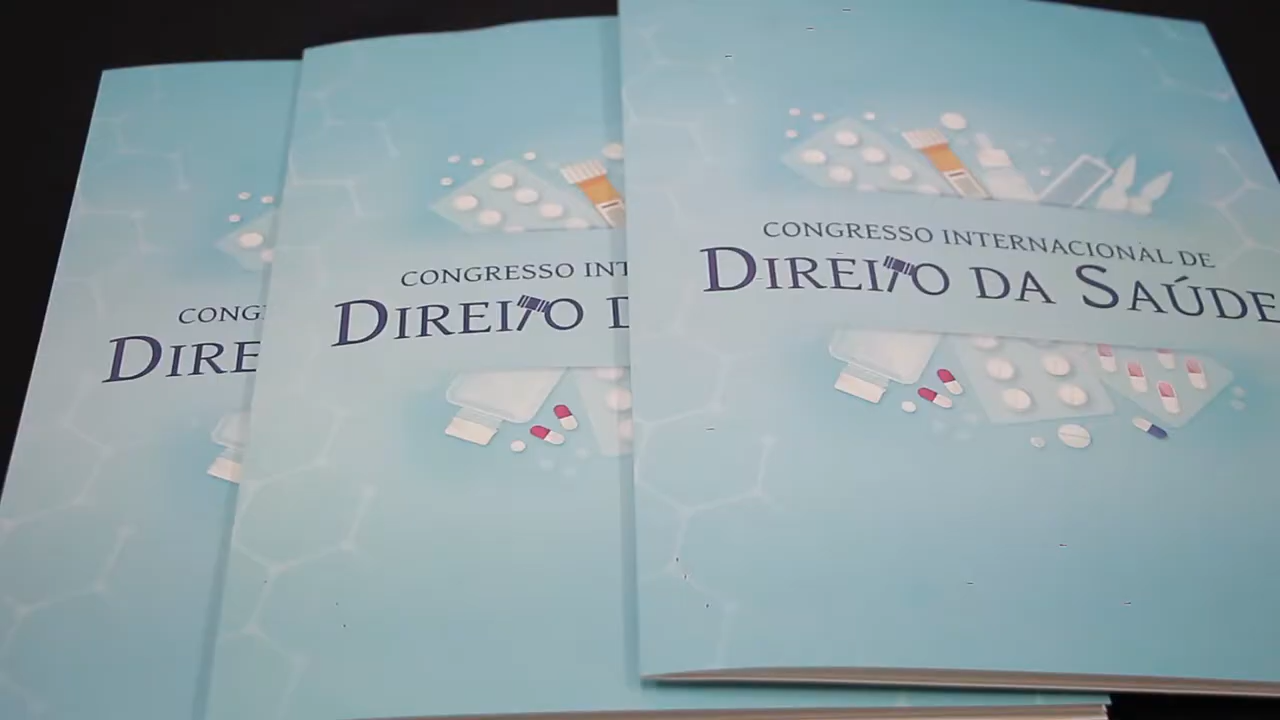 CONG
DIRE
CONGRESSO INT
DIREITO D
CONGRESSO INTERNACIONAL DE
DIREITO DA SAÚDE